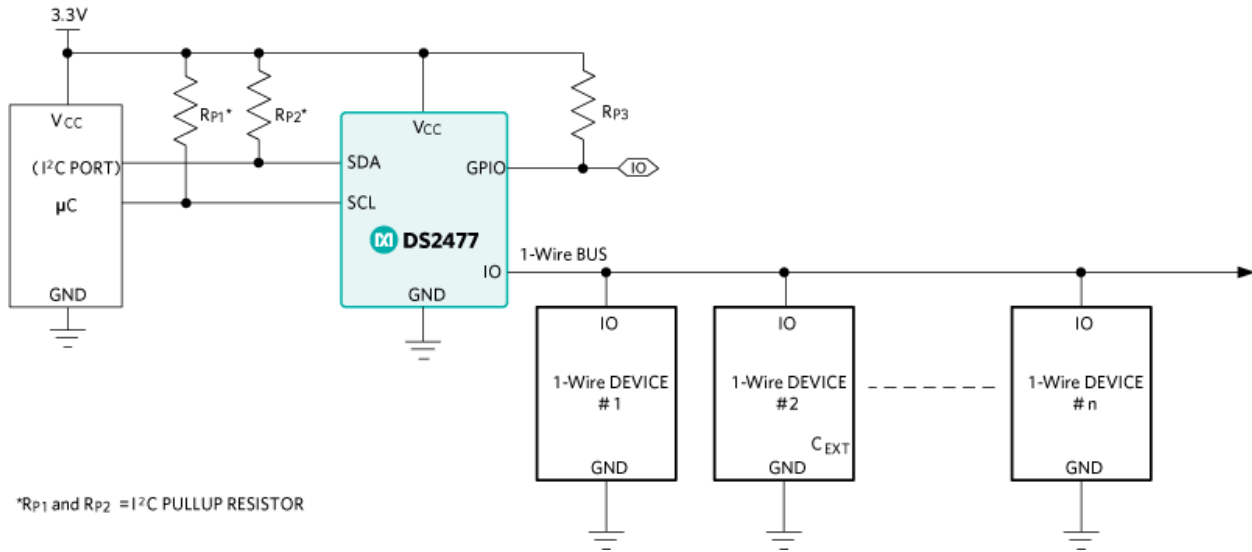 3.3V
VCC
(I²C PORT)
µC
GND
RP1*
RP2*
VCC
SDA
SCL
GPIO
DS2477
IO
GND
RP3
IO
1-Wire BUS
IO
1-Wire DEVICE
#1
GND
IO
1-Wire DEVICE
#2
CEXT
GND
IO
1-Wire DEVICE
#n
GND
*RP1 and RP2 =I²C PULLUP RESISTOR